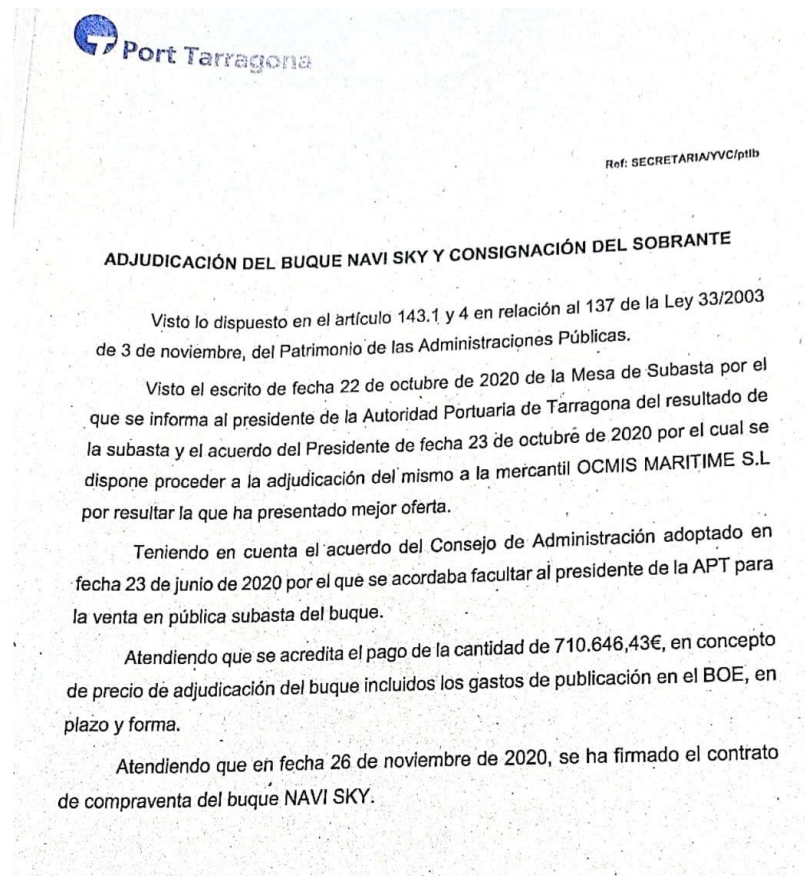 Port Tarragona
Ref: SECRETARIA/YVC/ptlb
ADJUDICACIÓN DEL BUQUE NAVI SKY Y CONSIGNACIÓN DEL SOBRANTE
Visto lo dispuesto en el artículo 143.1 y 4 en relación al 137 de la Ley 33/2003
de 3 de noviembre, del Patrimonio de las Administraciones Públicas.
Visto el escrito de fecha 22 de octubre de 2020 de la Mesa de Subasta por el
que se informa al presidente de la Autoridad Portuaria de Tarragona del resultado de
la subasta y el acuerdo del Presidente de fecha 23 de octubre de 2020 por el cual se
dispone proceder a la adjudicación del mismo a la mercantil OCMIS MARITIME S.L
por resultar la que ha presentado mejor oferta.
Teniendo en cuenta el acuerdo del Consejo de Administración adoptado en
fecha 23 de junio de 2020 por el que se acordaba facultar al presidente de la APT para
la venta en pública subasta del buque.
Atendiendo que se acredita el pago de la cantidad de 710.646,43€, en concepto
de precio de adjudicación del buque incluidos los gastos de publicación en el BOE, en
plazo y forma.
Atendiendo que en fecha 26 de noviembre de 2020, se ha firmado el contrato
de compraventa del buque NAVI SKY.